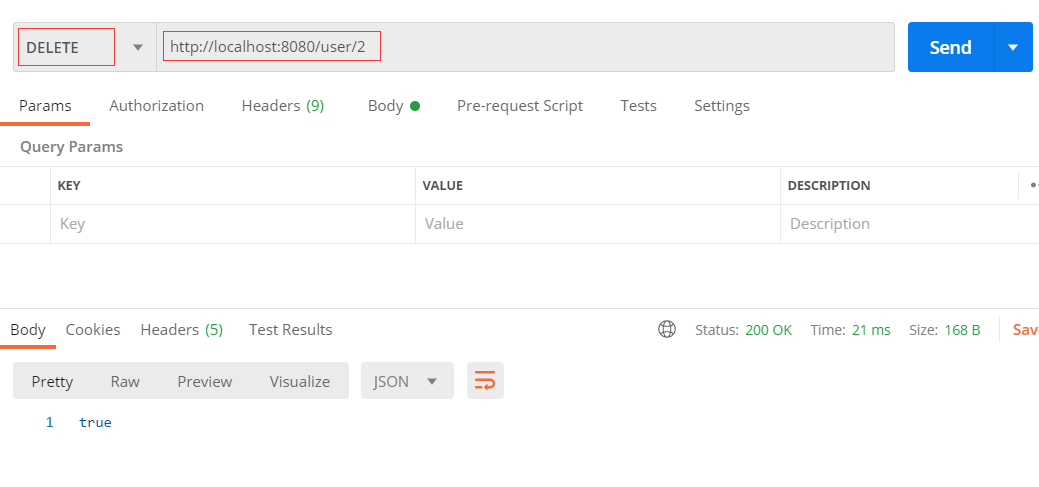 DELETE http://localhost:8080/user/2 Send
Params Authorization Headers (9) Body Pre-request Script Tests Settings
Query Params
KEY VALUE DESCRIPTION
Key Value Description
Body Cookies Headers (5) Test Results Status: 200 OK Time: 21 ms Size: 168 B Sav
Pretty Raw Preview Visualize JSON
1 true